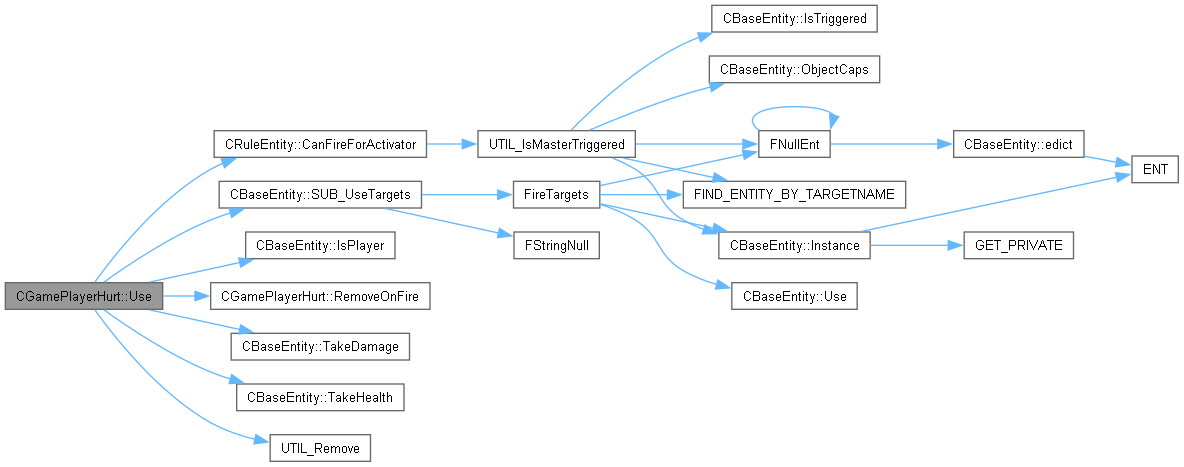 CBaseEntity::IsTriggered
CBaseEntity::ObjectCaps
CRuleEntity::CanFireForActivator
UTIL_IsMasterTriggered
FNullEnt
CBaseEntity::edict
ENT
CBaseEntity::SUB_UseTargets
FireTargets
FIND_ENTITY_BY_TARGETNAME
CBaseEntity::IsPlayer
FStringNull
CBaseEntity::Instance
GET_PRIVATE
CGamePlayerHurt::Use
CGamePlayerHurt::RemoveOnFire
CBaseEntity::Use
CBaseEntity::TakeDamage
CBaseEntity::TakeHealth
UTIL_Remove